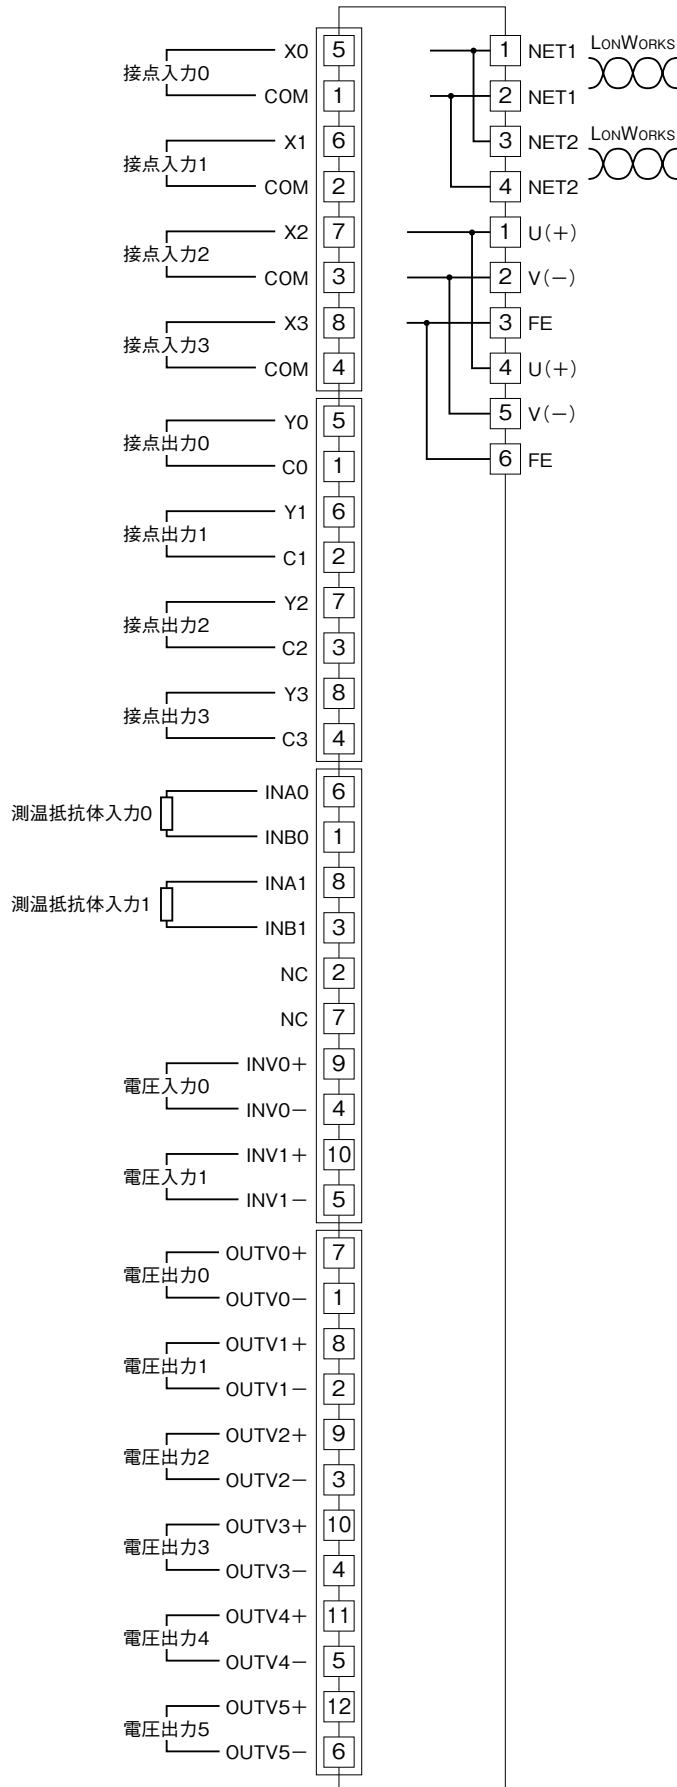 X0 5
接点入力0
COM 1
X1 6
接点入力1
COM 2
X2 7
接点入力2
COM 3
X3 8
接点入力3
COM 4
Y0 5
接点出力0
C0 1
Y1 6
接点出力1
C1 2
Y2 7
接点出力2
C2 3
Y3 8
接点出力3
C3 4
INA0 6
測温抵抗体入力0
INB0 1
INA1 8
測温抵抗体入力1
INB1 3
NC 2
NC 7
INV0+ 9
電圧入力0
INV0− 4
INV1+ 10
電圧入力1
INV1− 5
OUTV0+ 7
電圧出力0
OUTV0− 1
OUTV1+ 8
電圧出力1
OUTV1− 2
OUTV2+ 9
電圧出力2
OUTV2− 3
OUTV3+ 10
電圧出力3
OUTV3− 4
OUTV4+ 11
電圧出力4
OUTV4− 5
OUTV5+ 12
電圧出力5
OUTV5− 6
1 NET1 LONWORKS
2 NET1
3 NET2 LONWORKS
4 NET2
1 U(+)
2 V(−)
3 FE
4 U(+)
5 V(−)
6 FE